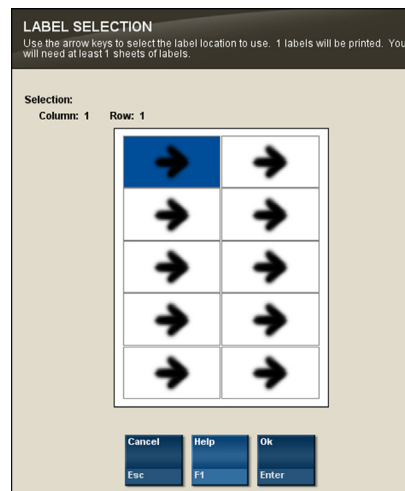 LABEL SELECTION
Use the arrow keys to select the label location to use. 1 labels will be printed. You
will need at least 1 sheets of labels.
Selection:
Column: 1 Row: 1
Cancel Help Ok
Esc F1 Enter